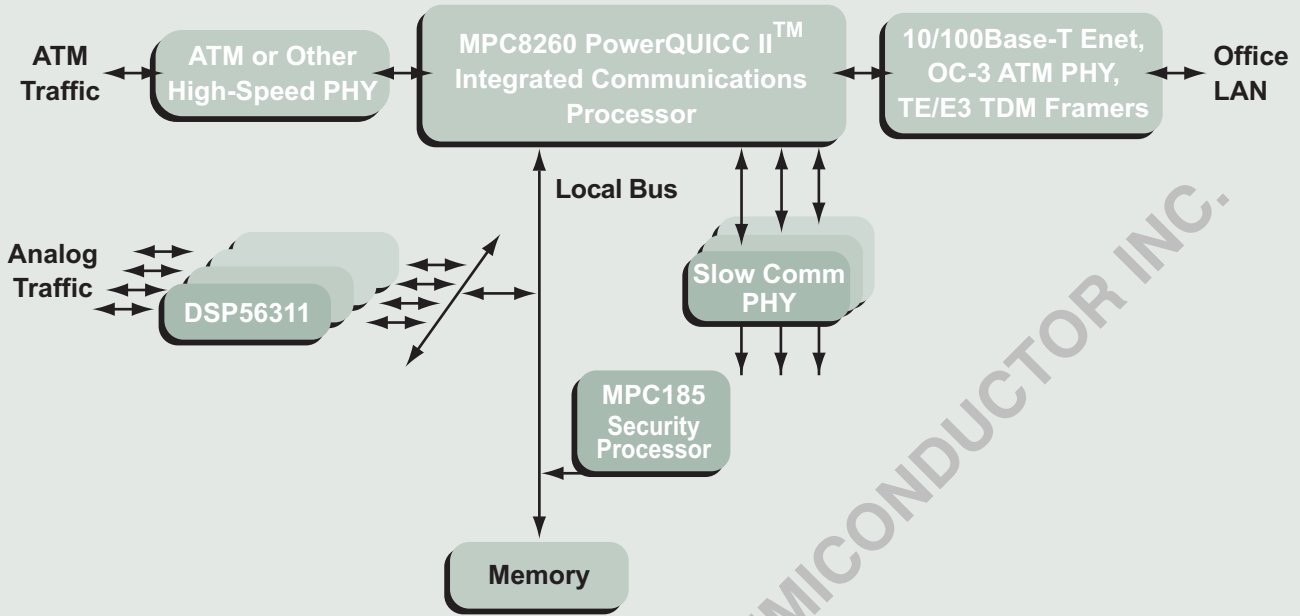 ATM
Traffic
ATM or Other
High-Speed PHY
MPC8260 PowerQUICC II™
Integrated Communications
Processor
10/100Base-T Enet,
OC-3 ATM PHY,
TE/E3 TDM Framers
Office
LAN
Local Bus
Analog
Traffic
DSP56311
Slow Comm
PHY
MPC185
Security
Processor
Memory
MICONDUCTOR INC.